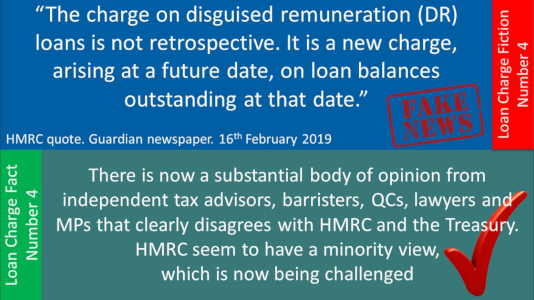 “The charge on disguised remuneration (DR)
loans is not retrospective. It is a new charge,
arising at a future date, on loan balances
outstanding at that date.”
FAKE
NEWS
HMRC quote. Guardian newspaper. 16th February 2019
Loan Charge Fiction
Number 4
Loan Charge Fact
Number 4
There is now a substantial body of opinion from
independent tax advisors, barristers, QCs, lawyers and
MPs that clearly disagrees with HMRC and the Treasury.
HMRC seem to have a minority view,
which is now being challenged